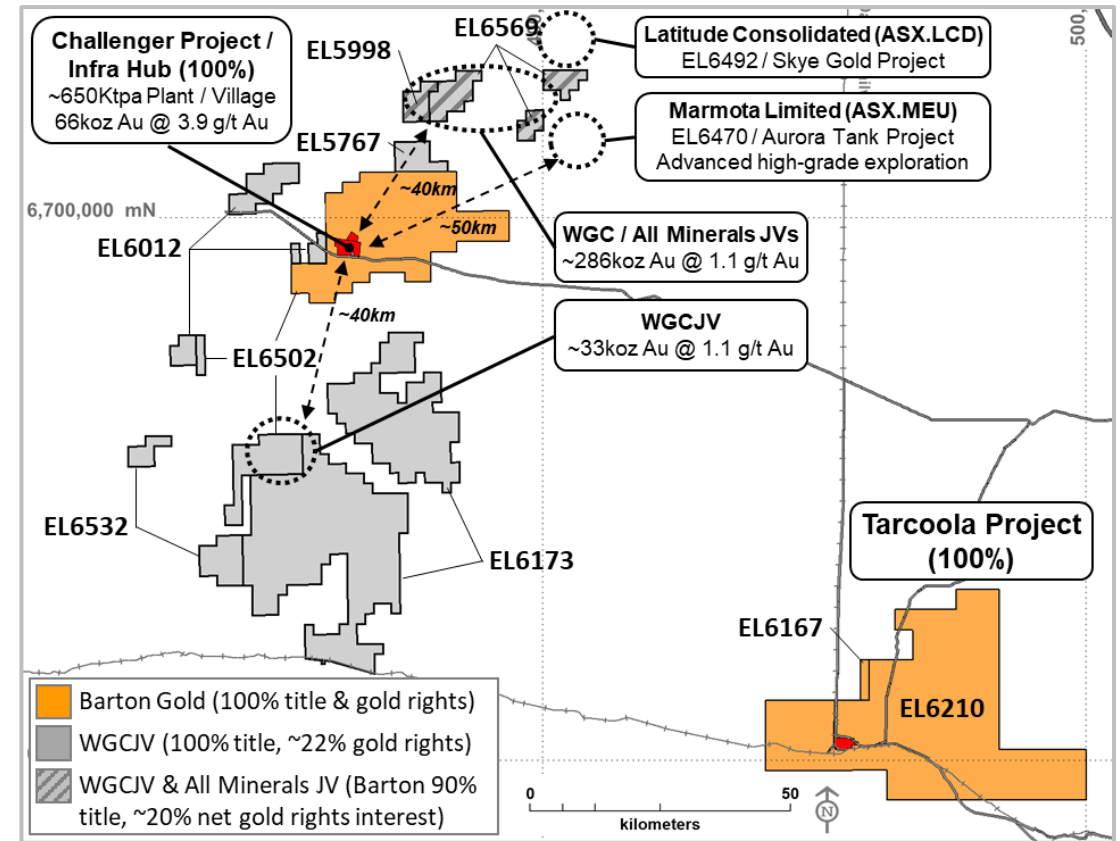 Challenger Project /
Infra Hub (100%)
~650Ktpa Plant / Village
66koz Au @ 3.9 g/t Au
EL5998
EL6569
Latitude Consolidated (ASX.LCD)
EL6492 / Skye Gold Project
500,
Marmota Limited (ASX.MEU)
EL6470 / Aurora Tank Project
Advanced high-grade exploration
EL5767
6,700,000 mN
~40km
~50km
EL6012
WGC / All Minerals JVs
~286koz Au @ 1.1 g/t Au
~40km
WGCJV
~33koz Au @ 1.1 g/t Au
EL6502
EL6532
EL6173
Tarcoola Project
(100%)
EL6167
EL6210
Barton Gold (100% title & gold rights)
WGCJV (100% title, ~22% gold rights)
WGCJV & All Minerals JV (Barton 90%
title, ~20% net gold rights interest)
0
50
kilometers
N